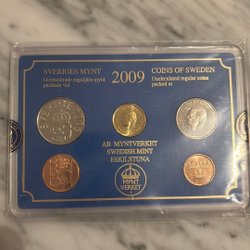 SVERIGES MYNT
Ocirkulerade reguljära mynt
packade vid
2009
COINS OF SWEDEN
Uncirculated regular coins
packed at
AB MYNTVERKET
SWEDISH MINT
ESKILSTUNA
MYNT
VERKET